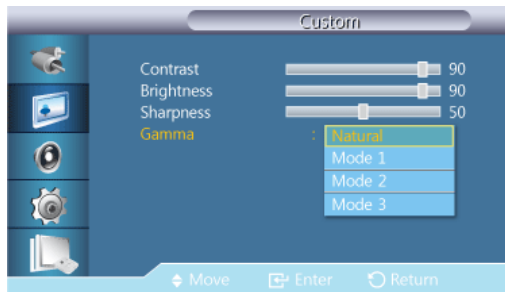 Custom
Contrast 90
Brightness 90
Sharpness 50
Gamma : Natural
Mode 1
Mode 2
Mode 3
Move Enter Return